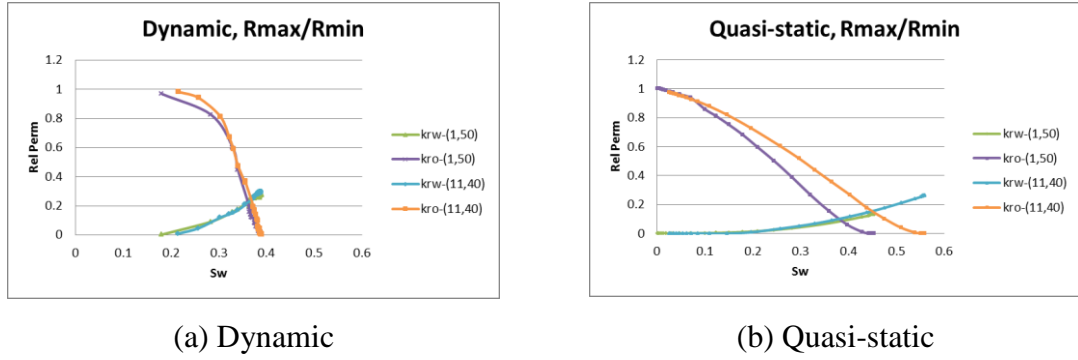 Dynamic, Rmax/Rmin
1.2
1
0.8
0.6
0.4
0.2
0
Rel Perm
0
0.1
0.2
0.3
0.4
0.5
0.6
Sw
krw-(1,50)
kro-(1,50)
krw-(11,40)
kro-(11,40)
(a) Dynamic
Quasi-static, Rmax/Rmin
1.2
1
0.8
0.6
0.4
0.2
0
Rel Perm
0
0.1
0.2
0.3
0.4
0.5
0.6
Sw
krw-(1,50)
kro-(1,50)
krw-(11,40)
kro-(11,40)
(b) Quasi-static